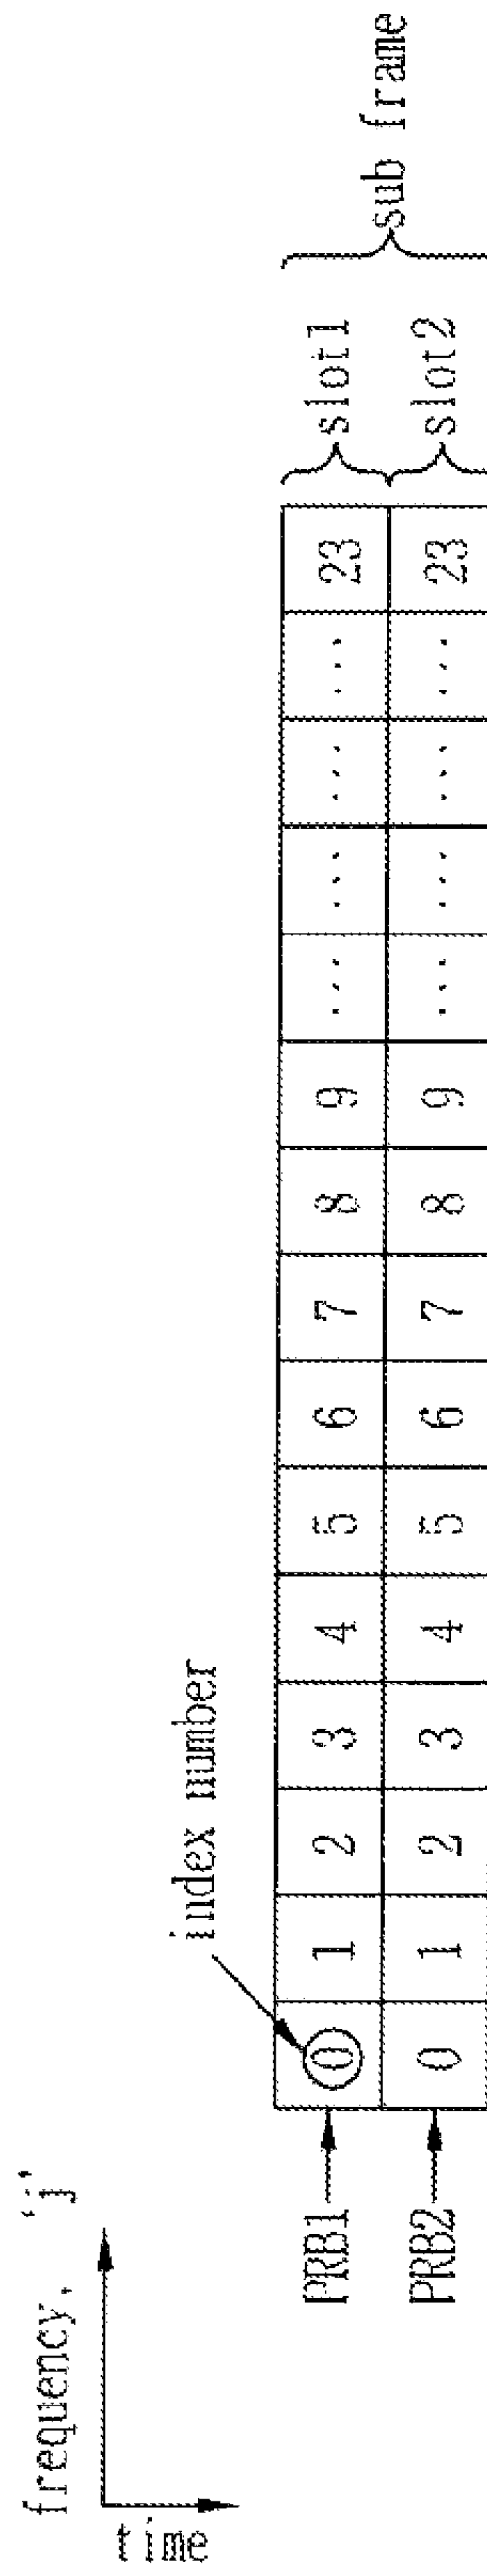 frequency, 'j'
time
index number
PRB1 0 1 2 3 4 5 6 7 8 9 ... ... ... ... 23 slot1
PRB2 0 1 2 3 4 5 6 7 8 9 ... ... ... ... 23 slot2
sub frame